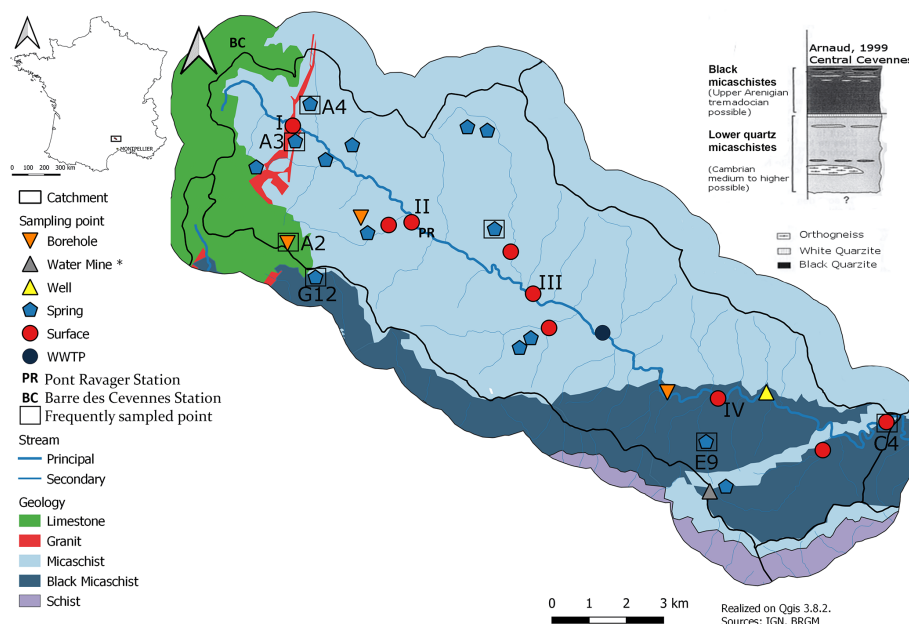 MONTPELLIER
0 100 200 300 km
Catchment
Sampling point
Borehole
Water Mine *
Well
Spring
Surface
WWTP
PR Pont Ravager Station
BC Barre des Cevennes Station
Frequently sampled point
Stream
Principal
Secondary
Geology
Limestone
Granit
Micaschist
Black Micaschist
Schist
BC
A4
I
A3
II
PR
A2
G12
III
IV
E9
C4
Arnaud, 1999
Central Cevennes
Black
micaschistes
(Upper Arenigian
tremadocian
possible)
Lower quartz
micaschistes
(Cambrian
medium to higher
possible)
?
Orthogneiss
White Quarzite
Black Quarzite
0 1 2 3 km
Realized on Qgis 3.8.2.
Sources: IGN, BRGM